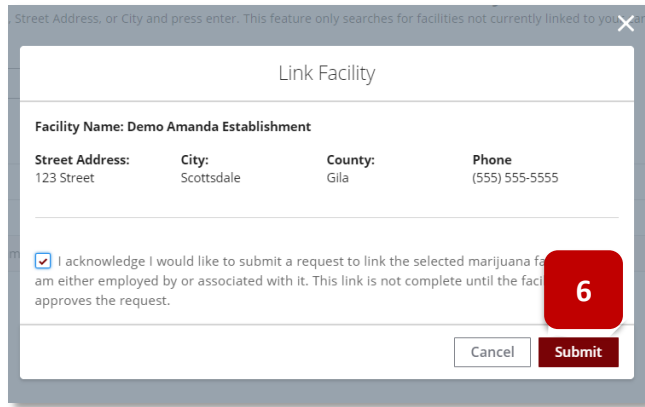 , Street Address, or City and press enter. This feature only searches for facilities not currently linked to your
Link Facility
Facility Name: Demo Amanda Establishment
Street Address: City: County: Phone
123 Street Scottsdale Gila (555) 555-5555
I acknowledge I would like to submit a request to link the selected marijuana
am either employed by or associated with it. This link is not complete until the
approves the request.
6
Cancel Submit